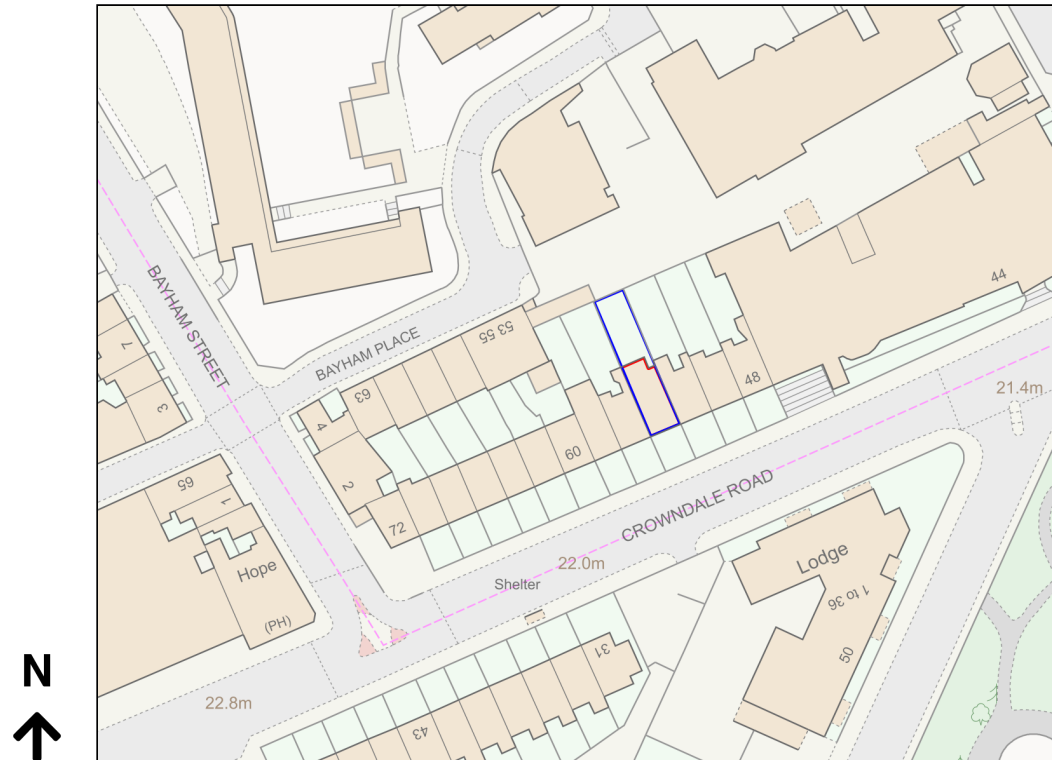 BAYHAM STREET
BAYHAM PLACE
53 55
63
4
2
72
60
48
44
21.4m
7
3
65
1
Hope
(PH)
CROWNDALE ROAD
22.0m
Shelter
Lodge
1 to 36
50
31
43
22.8m
N